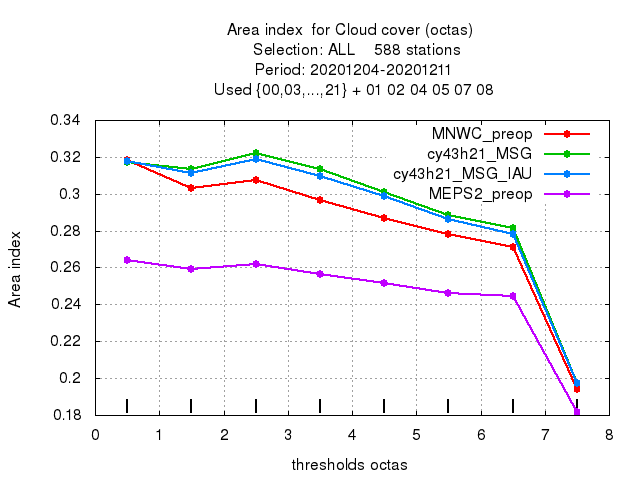 Area index  for Cloud cover (octas)
Selection: ALL    588 stations
Period: 20201204-20201211
Used {00,03,...,21} + 01 02 04 05 07 08
MNWC_preop
cy43h21_MSG
cy43h21_MSG_IAU
MEPS2_preop
0.34
0.32
0.3
0.28
0.26
0.24
0.22
0.2
0.18
Area index
0 1 2 3 4 5 6 7 8
thresholds octas